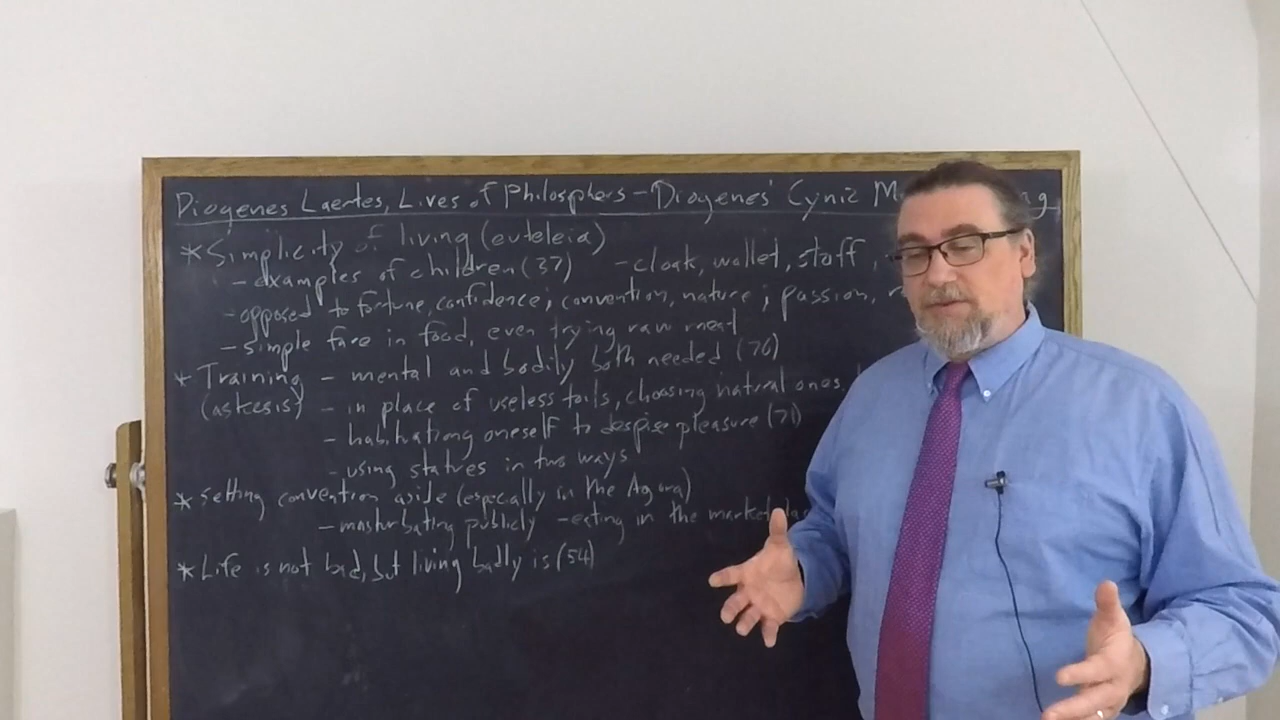 Diogenes Laertes, Lives of Philosophers - Diogenes' Cynic M
* Simplicity of living (euteleia)
- examples of children (37) - cloak, wallet, staff,
- opposed to fortune, confidence; convention, nature; passion, r
- simple fare in food, even trying raw meat
* Training - mental and bodily both needed (70)
(askesis) - in place of useless toils, choosing natural ones,
- habituationg oneself to despise pleasure (71)
- using statues in two ways
* Setting convention aside (especially in the Agora)
- masturbating publicly - eating in the marketplac
* Life is not bad, but living badly is (54)